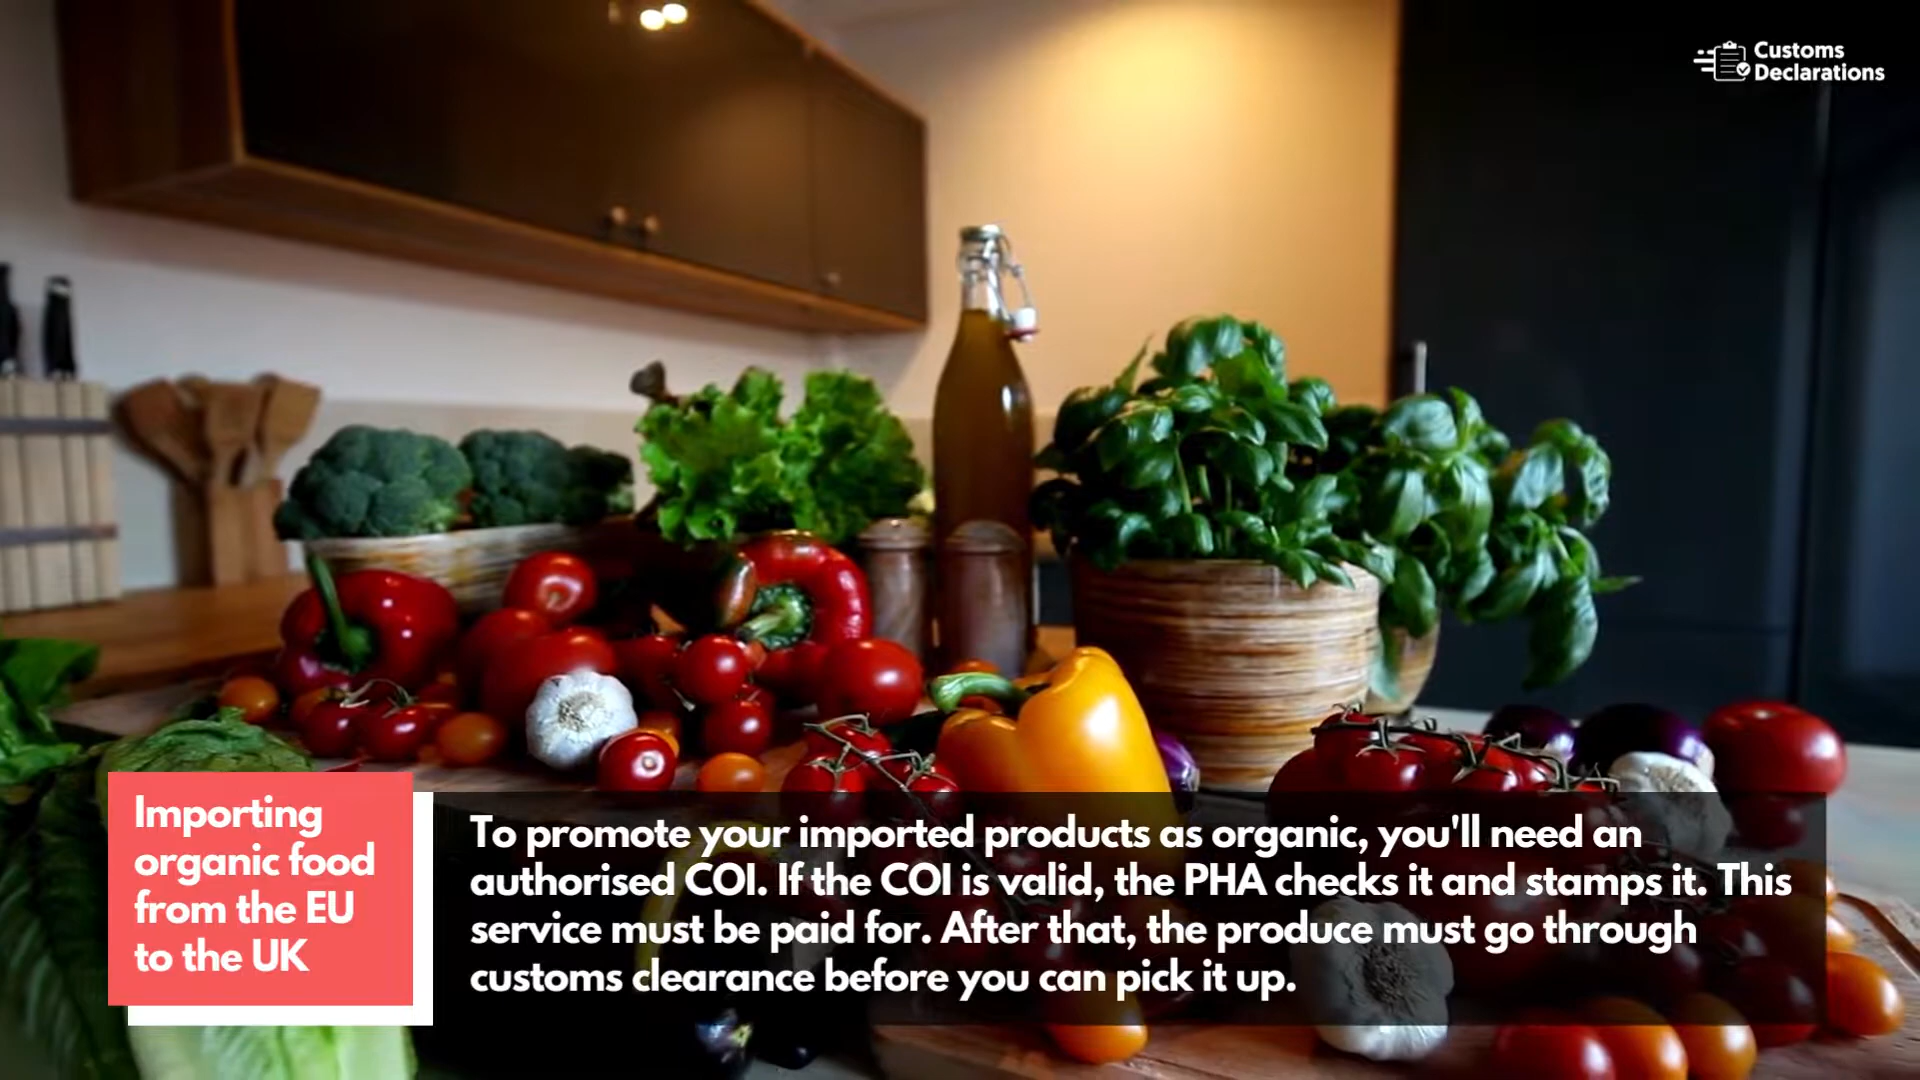 Customs
Declarations
Importing
organic food
from the EU
to the UK
To promote your imported products as organic, you'll need an
authorised COI. If the COI is valid, the PHA checks it and stamps it. This
service must be paid for. After that, the produce must go through
customs clearance before you can pick it up.